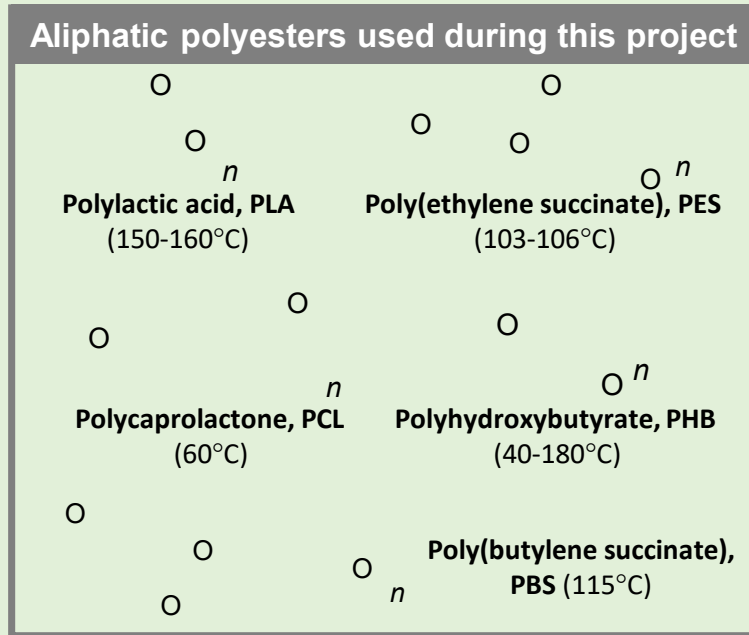 Aliphatic polyesters used during this project
O
O
n
Polylactic acid, PLA
(150-160°C)
O
O
O
O n
Poly(ethylene succinate), PES
(103-106°C)
O
O
n
Polycaprolactone, PCL
(60°C)
O
O n
Polyhydroxybutyrate, PHB
(40-180°C)
O
O
O
O
n
Poly(butylene succinate),
PBS (115°C)